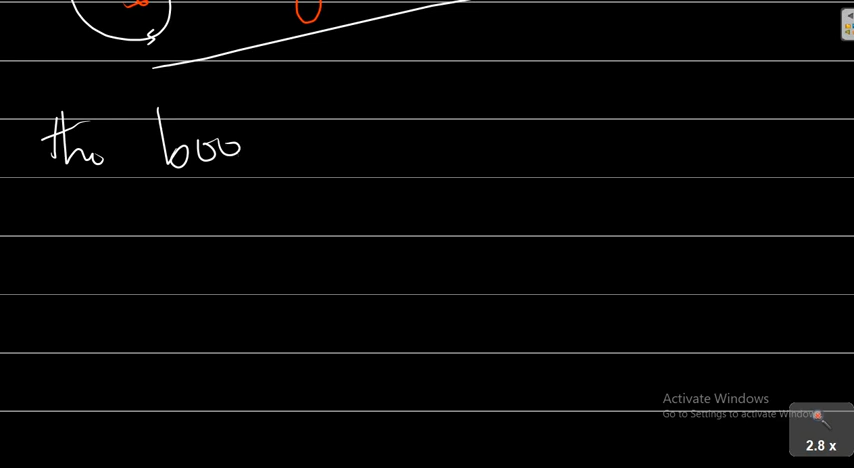 tho boo
Activate Windows
Go to Settings to activate Windows
2.8 x